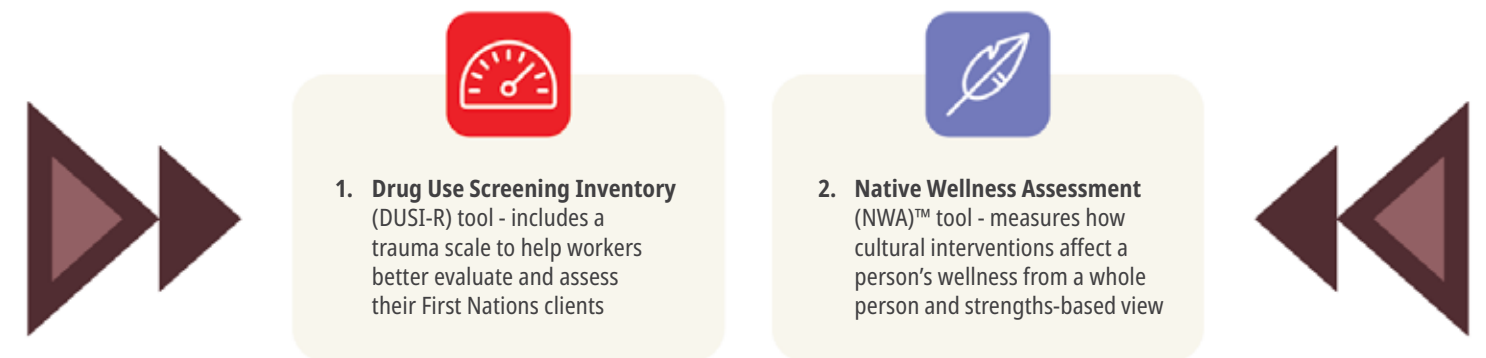 1. Drug Use Screening Inventory
(DUSI-R) tool - includes a
trauma scale to help workers
better evaluate and assess
their First Nations clients
2. Native Wellness Assessment
(NWA)™ tool - measures how
cultural interventions affect a
person’s wellness from a whole
person and strengths-based view